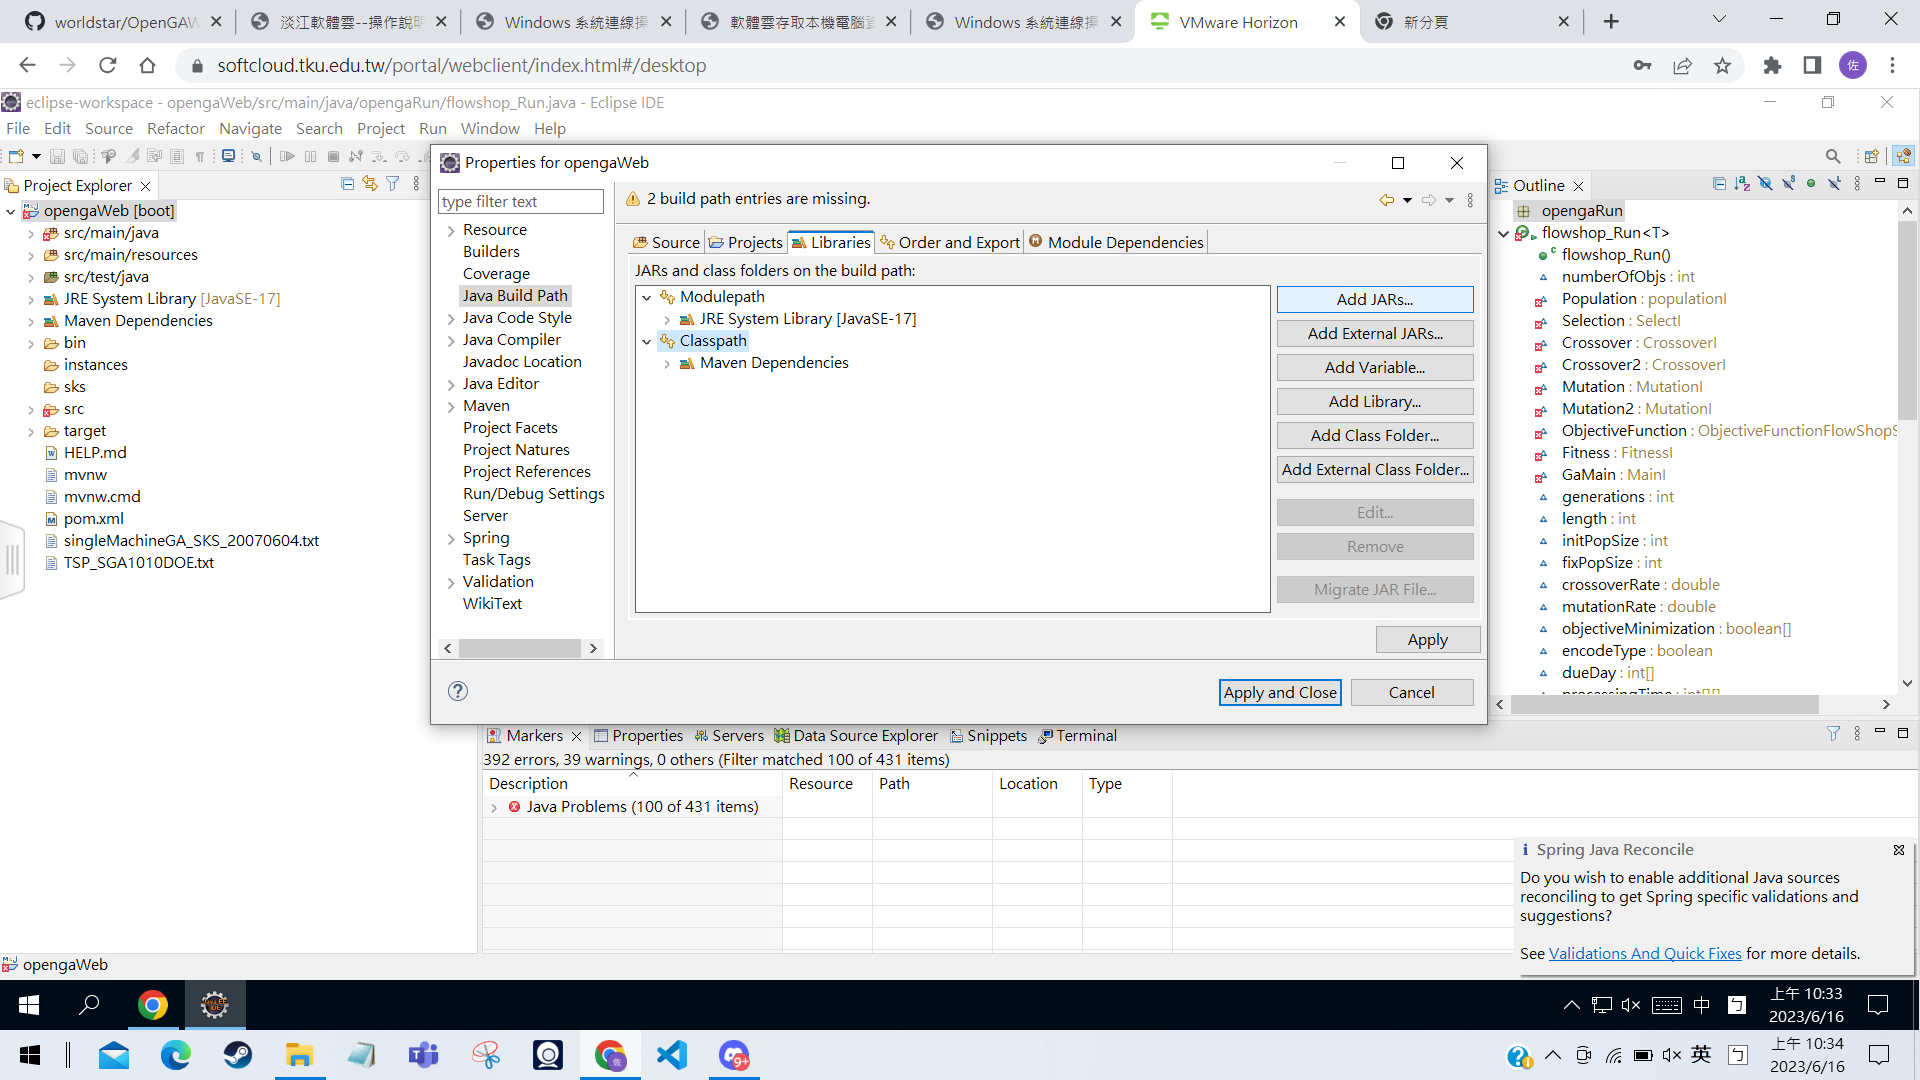 worldstar/OpenGAW
淡江軟體雲--操作說明
Windows 系統連線操
軟體雲存取本機電腦資
Windows 系統連線操
VMware Horizon
新分頁
softcloud.tku.edu.tw/portal/webclient/index.html#/desktop
佐
eclipse-workspace - opengaWeb/src/main/java/opengaRun/flowshop_Run.java - Eclipse IDE
File Edit Source Refactor Navigate Search Project Run Window Help
Project Explorer
opengaWeb [boot]
src/main/java
src/main/resources
src/test/java
JRE System Library [JavaSE-17]
Maven Dependencies
bin
instances
sks
src
target
HELP.md
mvnw
mvnw.cmd
pom.xml
singleMachineGA_SKS_20070604.txt
TSP_SGA1010DOE.txt
Properties for opengaWeb
type filter text
Resource
Builders
Coverage
Java Build Path
Java Code Style
Java Compiler
Javadoc Location
Java Editor
Maven
Project Facets
Project Natures
Project References
Run/Debug Settings
Server
Spring
Task Tags
Validation
WikiText
2 build path entries are missing.
Source Projects Libraries Order and Export Module Dependencies
JARs and class folders on the build path:
Modulepath
JRE System Library [JavaSE-17]
Classpath
Maven Dependencies
Add JARs...
Add External JARs...
Add Variable...
Add Library...
Add Class Folder...
Add External Class Folder...
Edit...
Remove
Migrate JAR File...
Apply
Apply and Close
Cancel
Outline
opengaRun
flowshop_Run<T>
flowshop_Run()
numberOfObjs : int
Population : populationI
Selection : SelectI
Crossover : CrossoverI
Crossover2 : CrossoverI
Mutation : MutationI
Mutation2 : MutationI
ObjectiveFunction : ObjectiveFunctionFlowShopS
Fitness : FitnessI
GaMain : MainI
generations : int
length : int
initPopSize : int
fixPopSize : int
crossoverRate : double
mutationRate : double
objectiveMinimization : boolean[]
encodeType : boolean
dueDay : int[]
processingTime : int[][]
Markers Properties Servers Data Source Explorer Snippets Terminal
392 errors, 39 warnings, 0 others (Filter matched 100 of 431 items)
Description Resource Path Location Type
Java Problems (100 of 431 items)
Spring Java Reconcile
Do you wish to enable additional Java sources
reconciling to get Spring specific validations and
suggestions?
See Validations And Quick Fixes for more details.
opengaWeb
中
上午 10:33
2023/6/16
9+
英
上午 10:34
2023/6/16